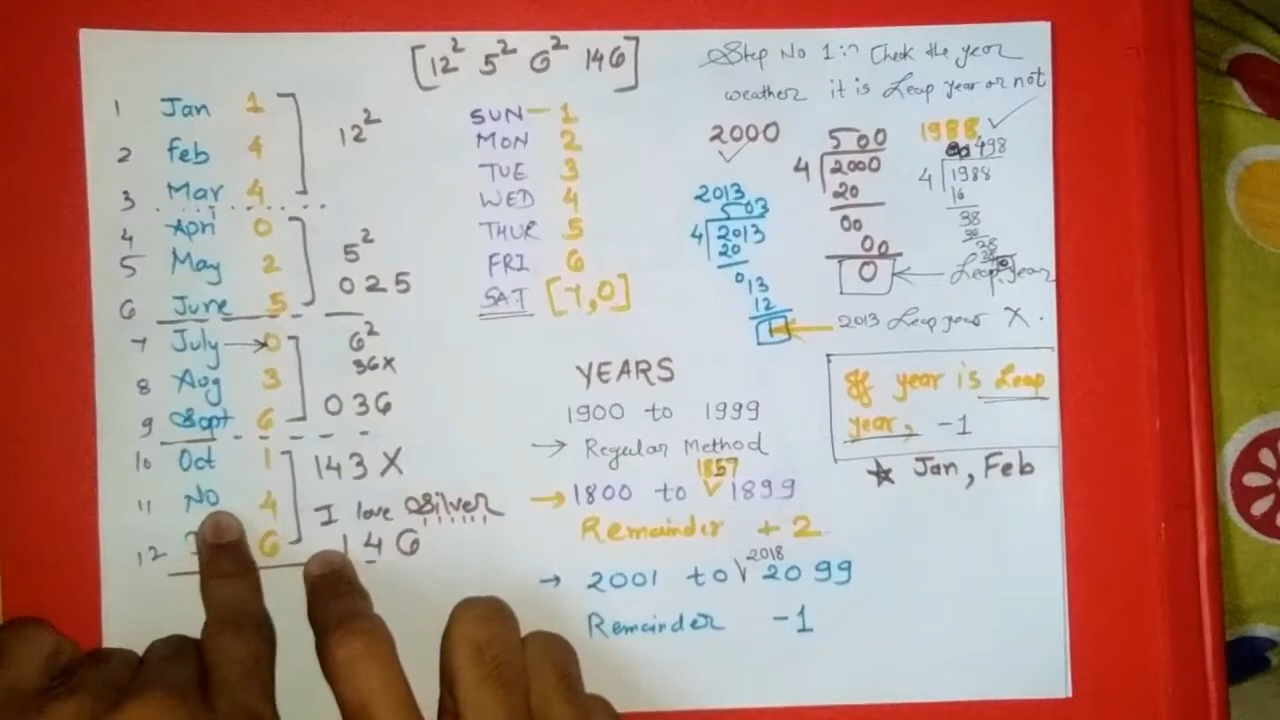 [12² 5² 6² 146]
1 Jan 1
2 feb 4
3 Mar 4
12²
4 Apri 0
5 May 2
6 June 5
5²
025
7 July → 0
8 Aug 3
9 Sept 6
6²
36X
036
10 Oct 1
11 No 4
12 6
143 X
I love Silver
146
SUN - 1
MON 2
TUE 3
WED 4
THUR 5
FRI 6
SAT [7,0]
YEARS
1900 to 1999
→ Regular Method
1857
→ 1800 to √ 1899
Remainder +2
2018
→ 2001 to √ 2099
Remainder -1
Step No 1:- Check the year
weather it is Leap year or not
2000 ✓
500
4 2000
20
00
00
0 ← Leap year
1988 ✓
498
4 1988
16
38
2013
503
4 2013
20
013
12
1 ← 2013 Leap year X.
If year is Leap
year, -1
★ Jan, Feb